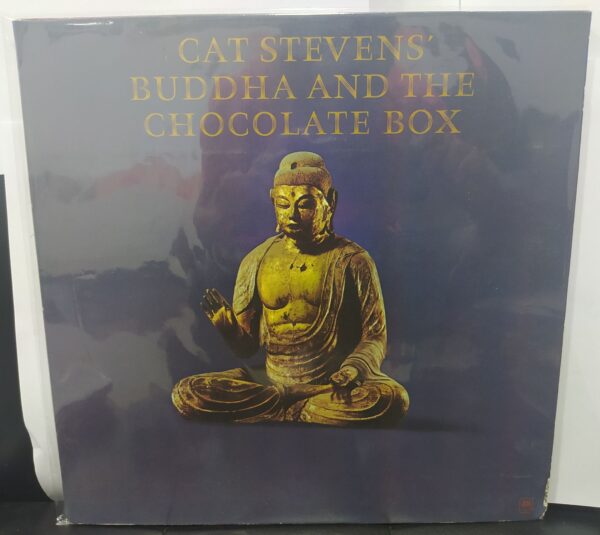 CAT STEVENS'
BUDDHA AND THE
CHOCOLATE BOX